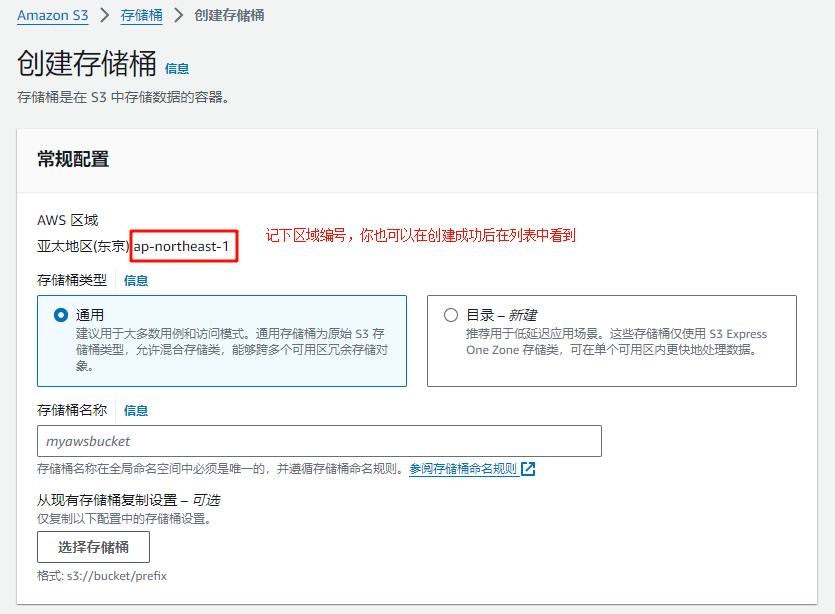 Amazon S3 > 存储桶 > 创建存储桶
创建存储桶 信息
存储桶是在 S3 中存储数据的容器。
常规配置
AWS 区域
亚太地区(东京) ap-northeast-1
记下区域编号，你也可以在创建成功后在列表中看到
存储桶类型 信息
通用
建议用于大多数用例和访问模式。通用存储桶为原始 S3 存
储桶类型，允许混合存储类，能够跨多个可用区冗余存储对
象。
目录 – 新建
推荐用于低延迟应用场景。这些存储桶仅使用 S3 Express
One Zone 存储类，可在单个可用区内更快地处理数据。
存储桶名称 信息
myawsbucket
存储桶名称在全局命名空间中必须是唯一的，并遵循存储桶命名规则。参阅存储桶命名规则
从现有存储桶复制设置 – 可选
仅复制以下配置中的存储桶设置。
选择存储桶
格式: s3://bucket/prefix